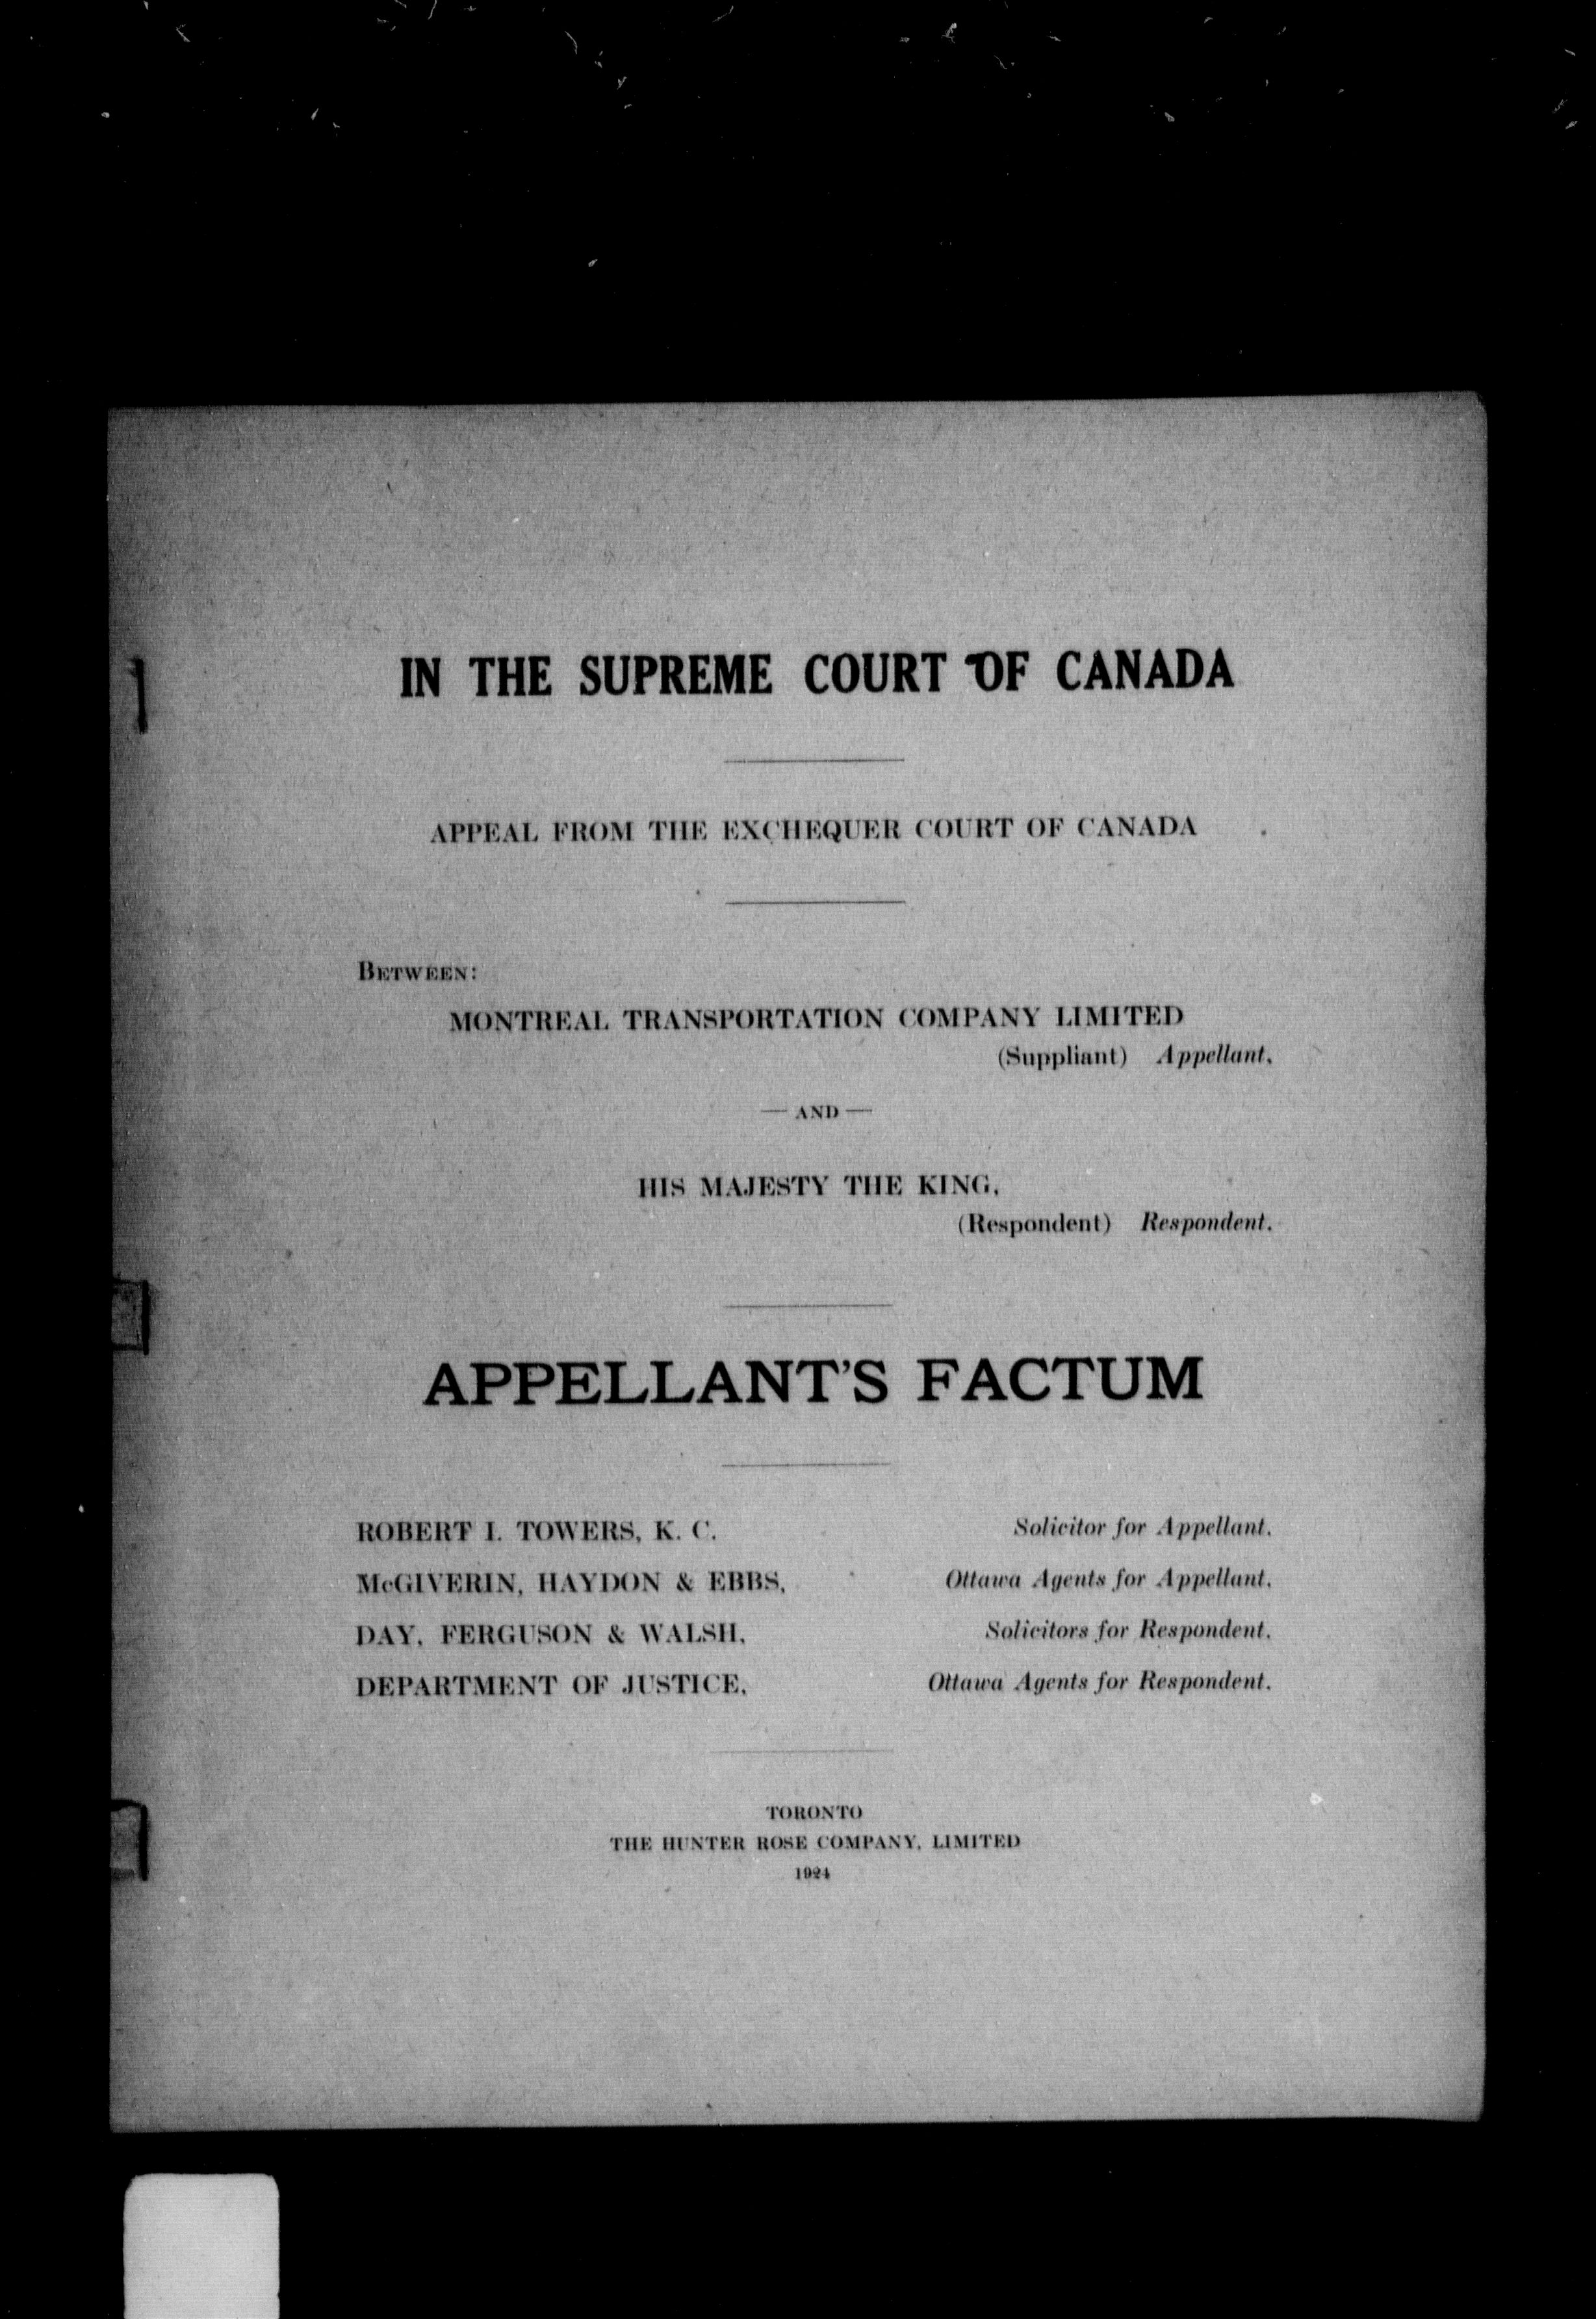 IN THE SUPREME COURT OF CANADA
APPEAL FROM THE EXCHEQUER COURT OF CANADA
BETWEEN:
MONTREAL TRANSPORTATION COMPANY LIMITED
(Suppliant) Appellant.
— AND —
HIS MAJESTY THE KING,
(Respondent) Respondent.
APPELLANT'S FACTUM
ROBERT I. TOWERS, K. C. Solicitor for Appellant.
McGIVERIN, HAYDON & EBBS, Ottawa Agents for Appellant.
DAY, FERGUSON & WALSH, Solicitors for Respondent.
DEPARTMENT OF JUSTICE, Ottawa Agents for Respondent.
TORONTO
THE HUNTER ROSE COMPANY, LIMITED
1924